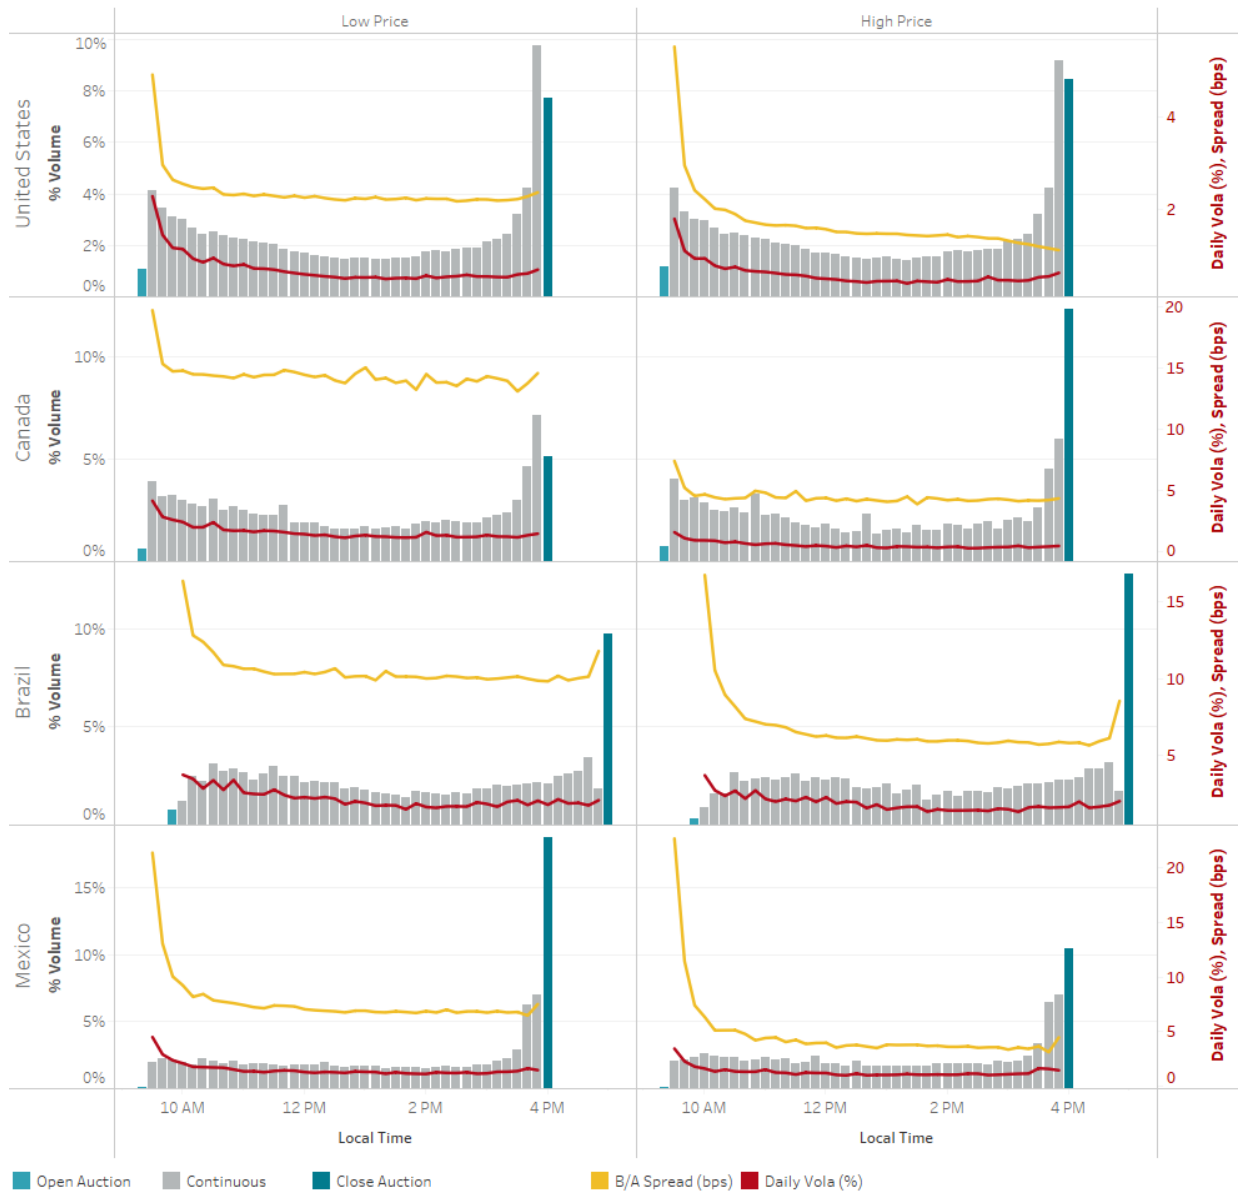 Low Price High Price
United States
% Volume
10%
8%
6%
4%
2%
0%
4
2
Daily Vola (%), Spread (bps)
Canada
% Volume
10%
5%
0%
20
15
10
5
0
Daily Vola (%), Spread (bps)
Brazil
% Volume
10%
5%
0%
15
10
5
Daily Vola (%), Spread (bps)
Mexico
% Volume
15%
10%
5%
0%
20
15
10
5
0
Daily Vola (%), Spread (bps)
10 AM 12 PM 2 PM 4 PM 10 AM 12 PM 2 PM 4 PM
Local Time Local Time
Open Auction Continuous Close Auction B/A Spread (bps) Daily Vola (%)